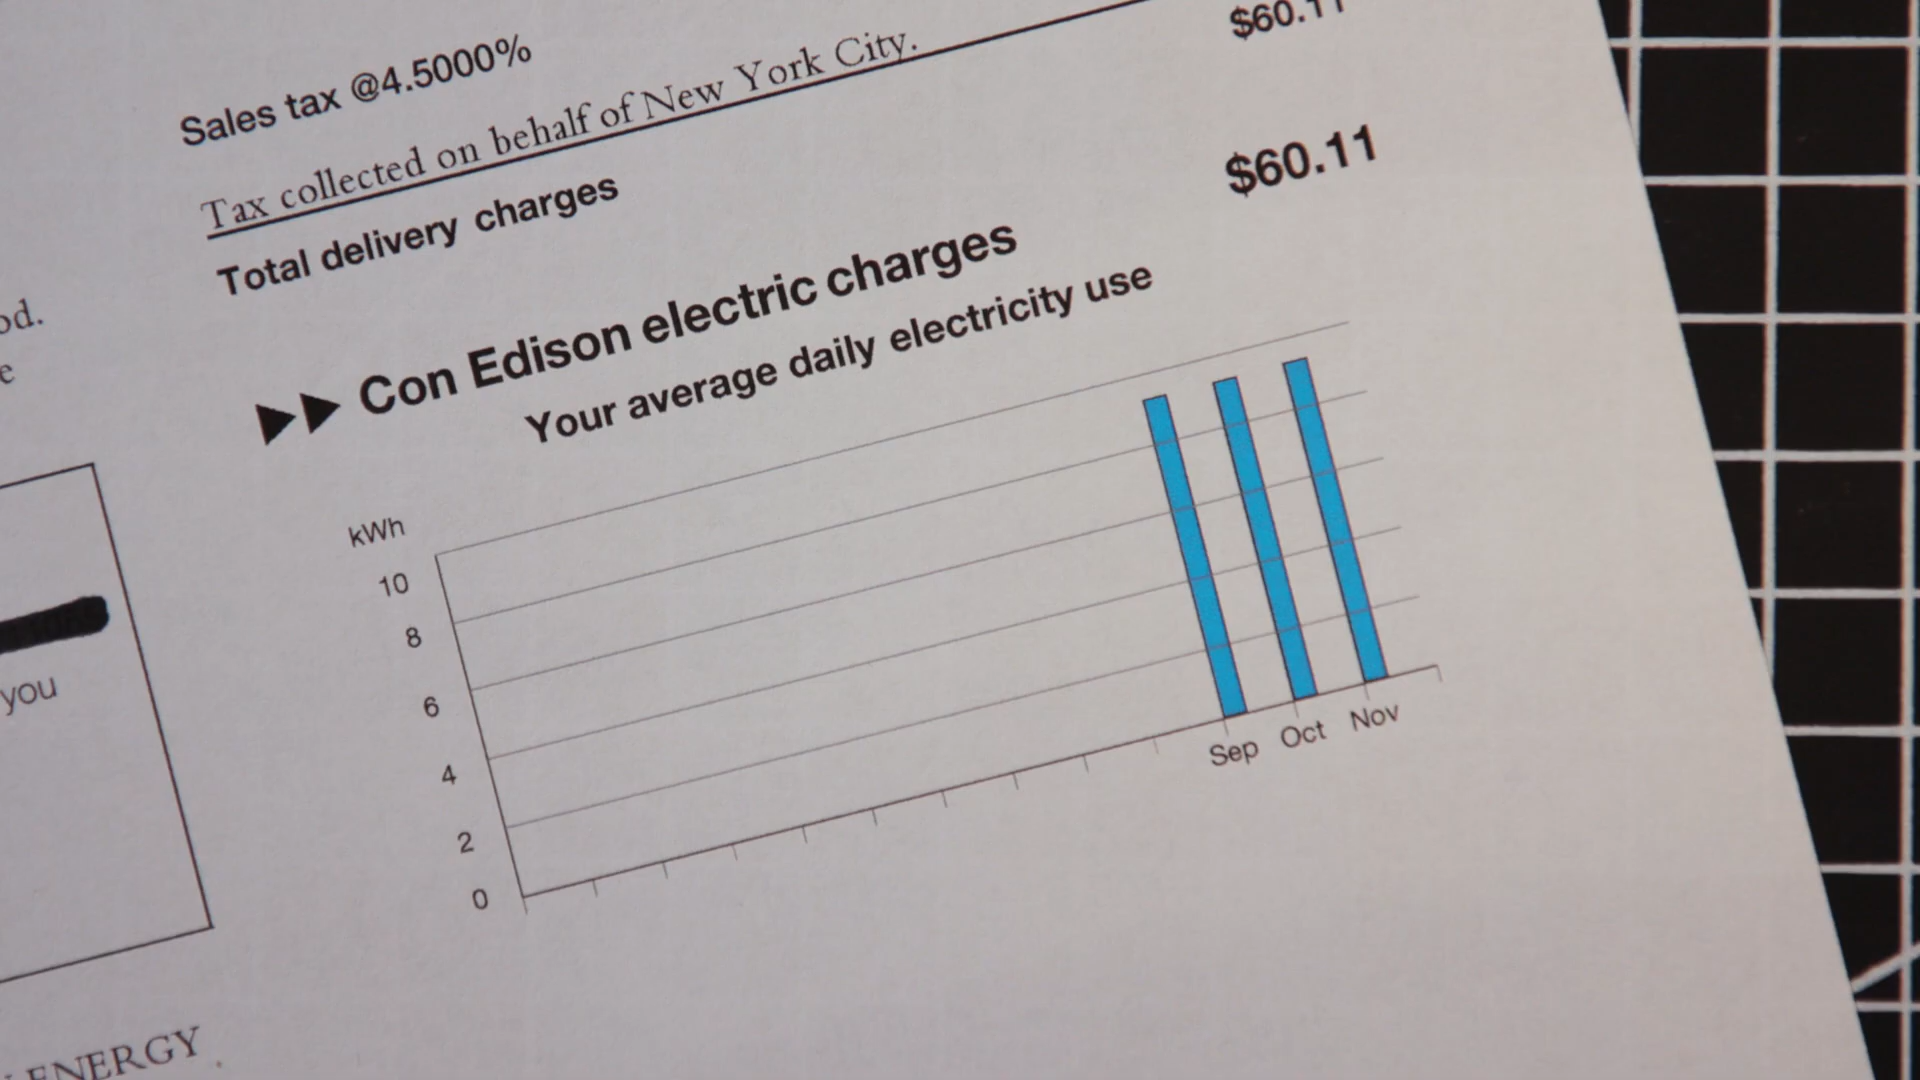 Sales tax @4.5000%
Tax collected on behalf of New York City.
Total delivery charges $60.11
Con Edison electric charges $60.11
Your average daily electricity use
kWh
10
8
6
4
2
0
Sep Oct Nov
od.
e
you
ENERGY